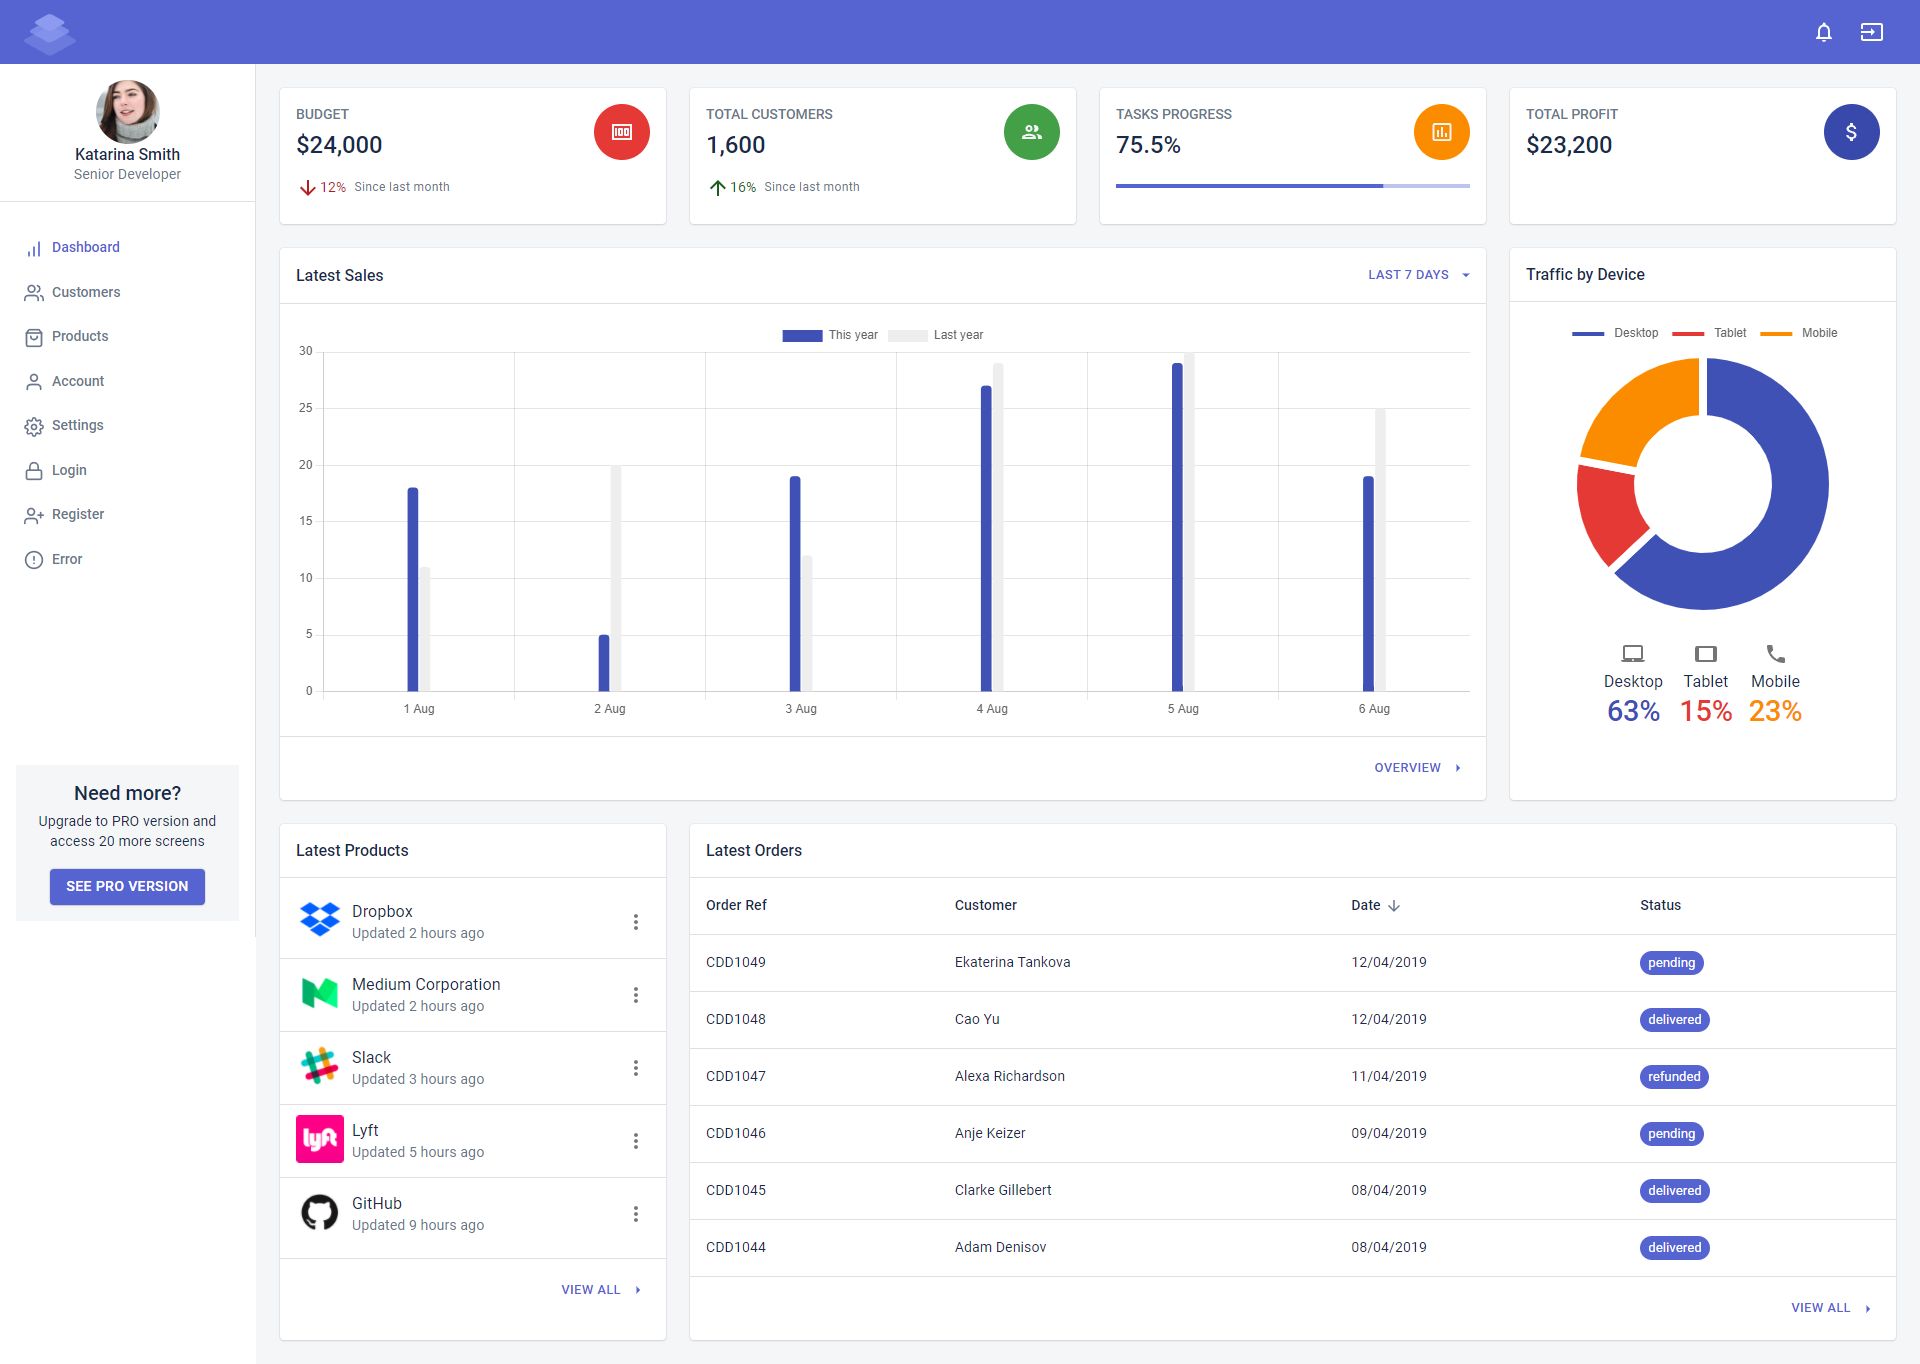 Katarina Smith
Senior Developer
Dashboard
Customers
Products
Account
Settings
Login
Register
Error
Need more?
Upgrade to PRO version and
access 20 more screens
SEE PRO VERSION
BUDGET
$24,000
12% Since last month
TOTAL CUSTOMERS
1,600
16% Since last month
TASKS PROGRESS
75.5%
TOTAL PROFIT
$23,200
Latest Sales
LAST 7 DAYS
This year Last year
30
25
20
15
10
5
0
1 Aug 2 Aug 3 Aug 4 Aug 5 Aug 6 Aug
OVERVIEW
Traffic by Device
Desktop Tablet Mobile
Desktop Tablet Mobile
63% 15% 23%
Latest Products
Dropbox
Updated 2 hours ago
Medium Corporation
Updated 2 hours ago
Slack
Updated 3 hours ago
lyft
Lyft
Updated 5 hours ago
GitHub
Updated 9 hours ago
VIEW ALL
Latest Orders
Order Ref Customer Date Status
CDD1049 Ekaterina Tankova 12/04/2019 pending
CDD1048 Cao Yu 12/04/2019 delivered
CDD1047 Alexa Richardson 11/04/2019 refunded
CDD1046 Anje Keizer 09/04/2019 pending
CDD1045 Clarke Gillebert 08/04/2019 delivered
CDD1044 Adam Denisov 08/04/2019 delivered
VIEW ALL